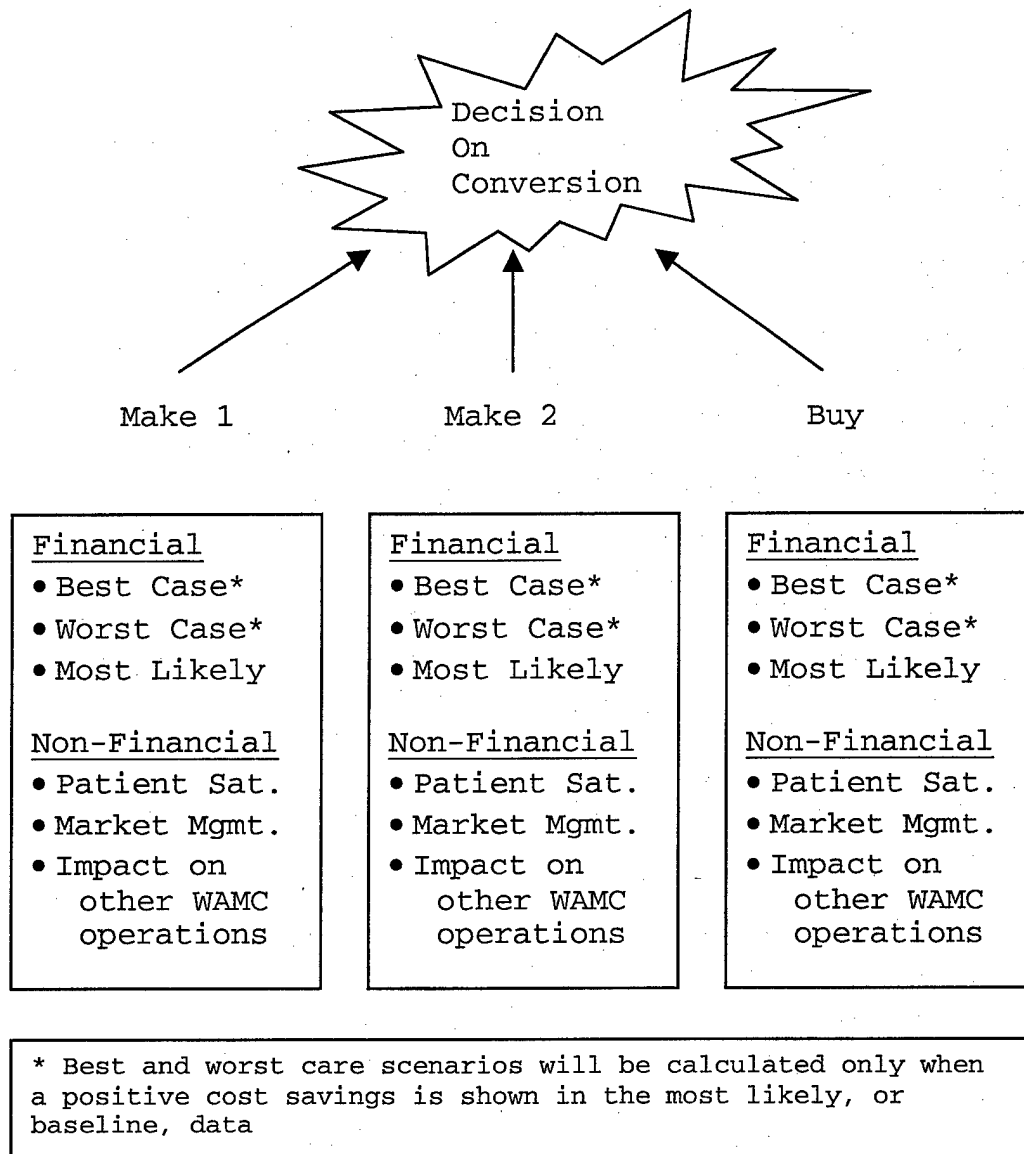 Decision
On
Conversion
Make 1
Make 2
Buy
Financial
• Best Case*
• Worst Case*
• Most Likely
Non-Financial
• Patient Sat.
• Market Mgmt.
• Impact on
other WAMC
operations
Financial
• Best Case*
• Worst Case*
• Most Likely
Non-Financial
• Patient Sat.
• Market Mgmt.
• Impact on
other WAMC
operations
Financial
• Best Case*
• Worst Case*
• Most Likely
Non-Financial
• Patient Sat.
• Market Mgmt.
• Impact on
other WAMC
operations
* Best and worst care scenarios will be calculated only when
a positive cost savings is shown in the most likely, or
baseline, data